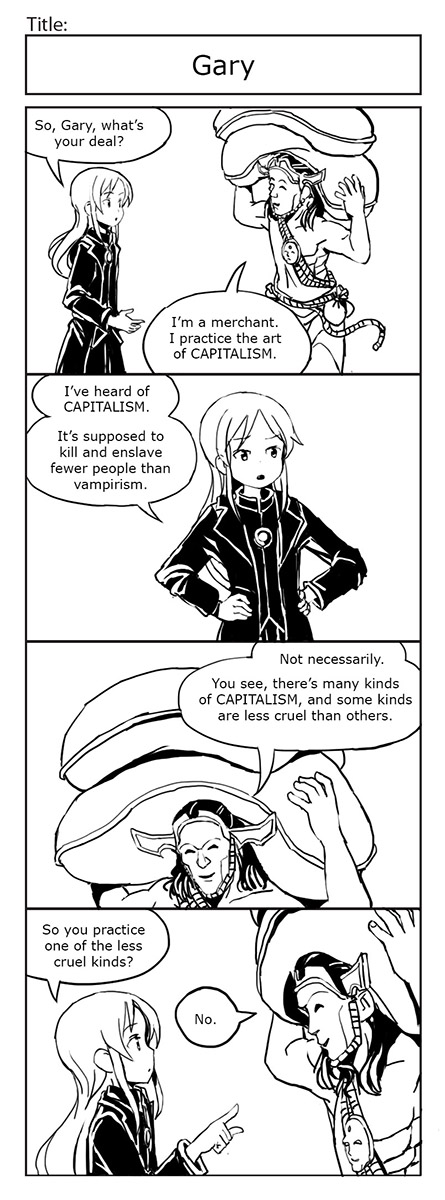 Title:
Gary
So, Gary, what's
your deal?
I'm a merchant.
I practice the art
of CAPITALISM.
I've heard of
CAPITALISM.
It's supposed to
kill and enslave
fewer people than
vampirism.
Not necessarily.
You see, there's many kinds
of CAPITALISM, and some kinds
are less cruel than others.
So you practice
one of the less
cruel kinds?
No.